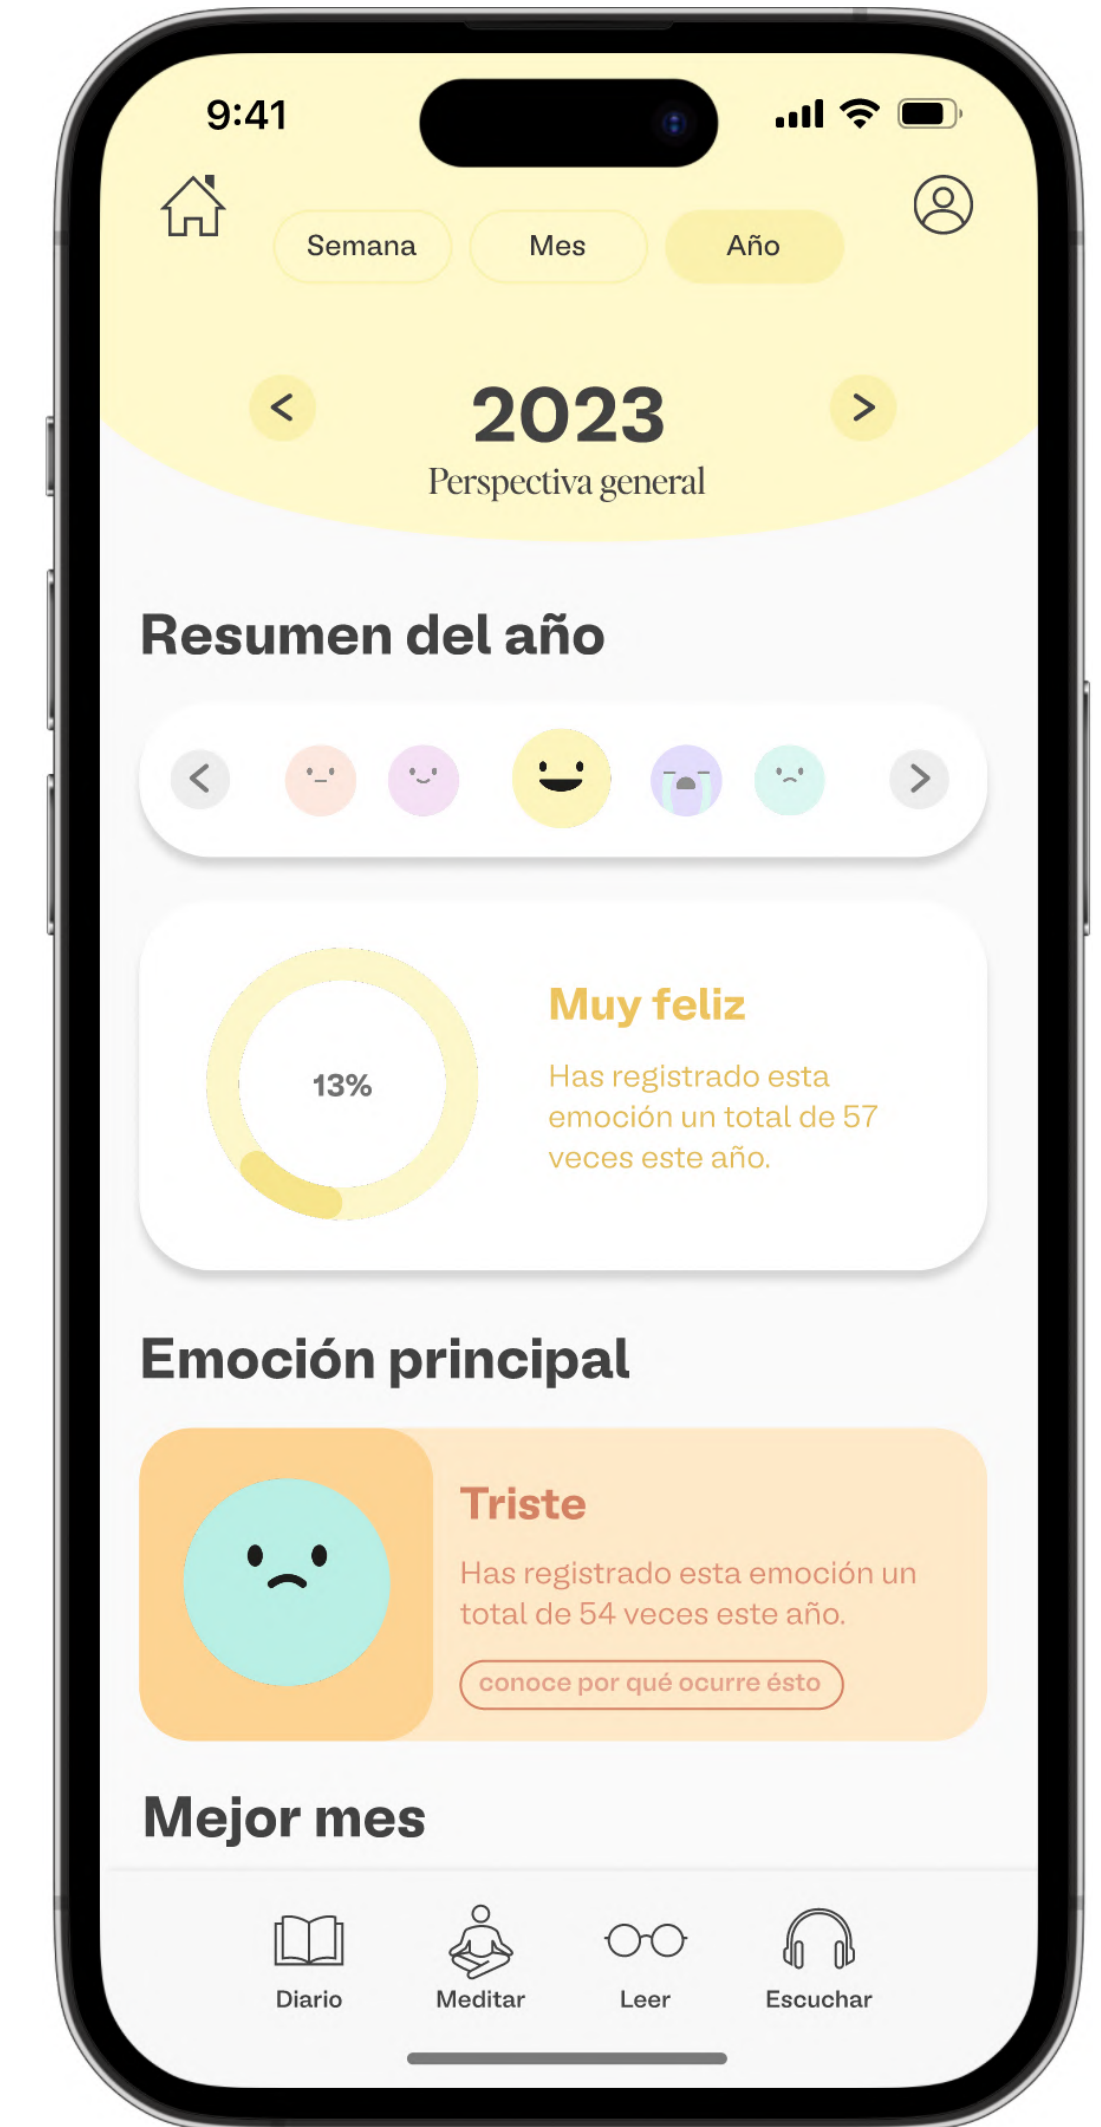 9:41
Semana
Mes
Año
<
2023
>
Perspectiva general
Resumen del año
<
>
13%
Muy feliz
Has registrado esta
emoción un total de 57
veces este año.
Emoción principal
Triste
Has registrado esta emoción un
total de 54 veces este año.
conoce por qué ocurre ésto
Mejor mes
Diario
Meditar
Leer
Escuchar